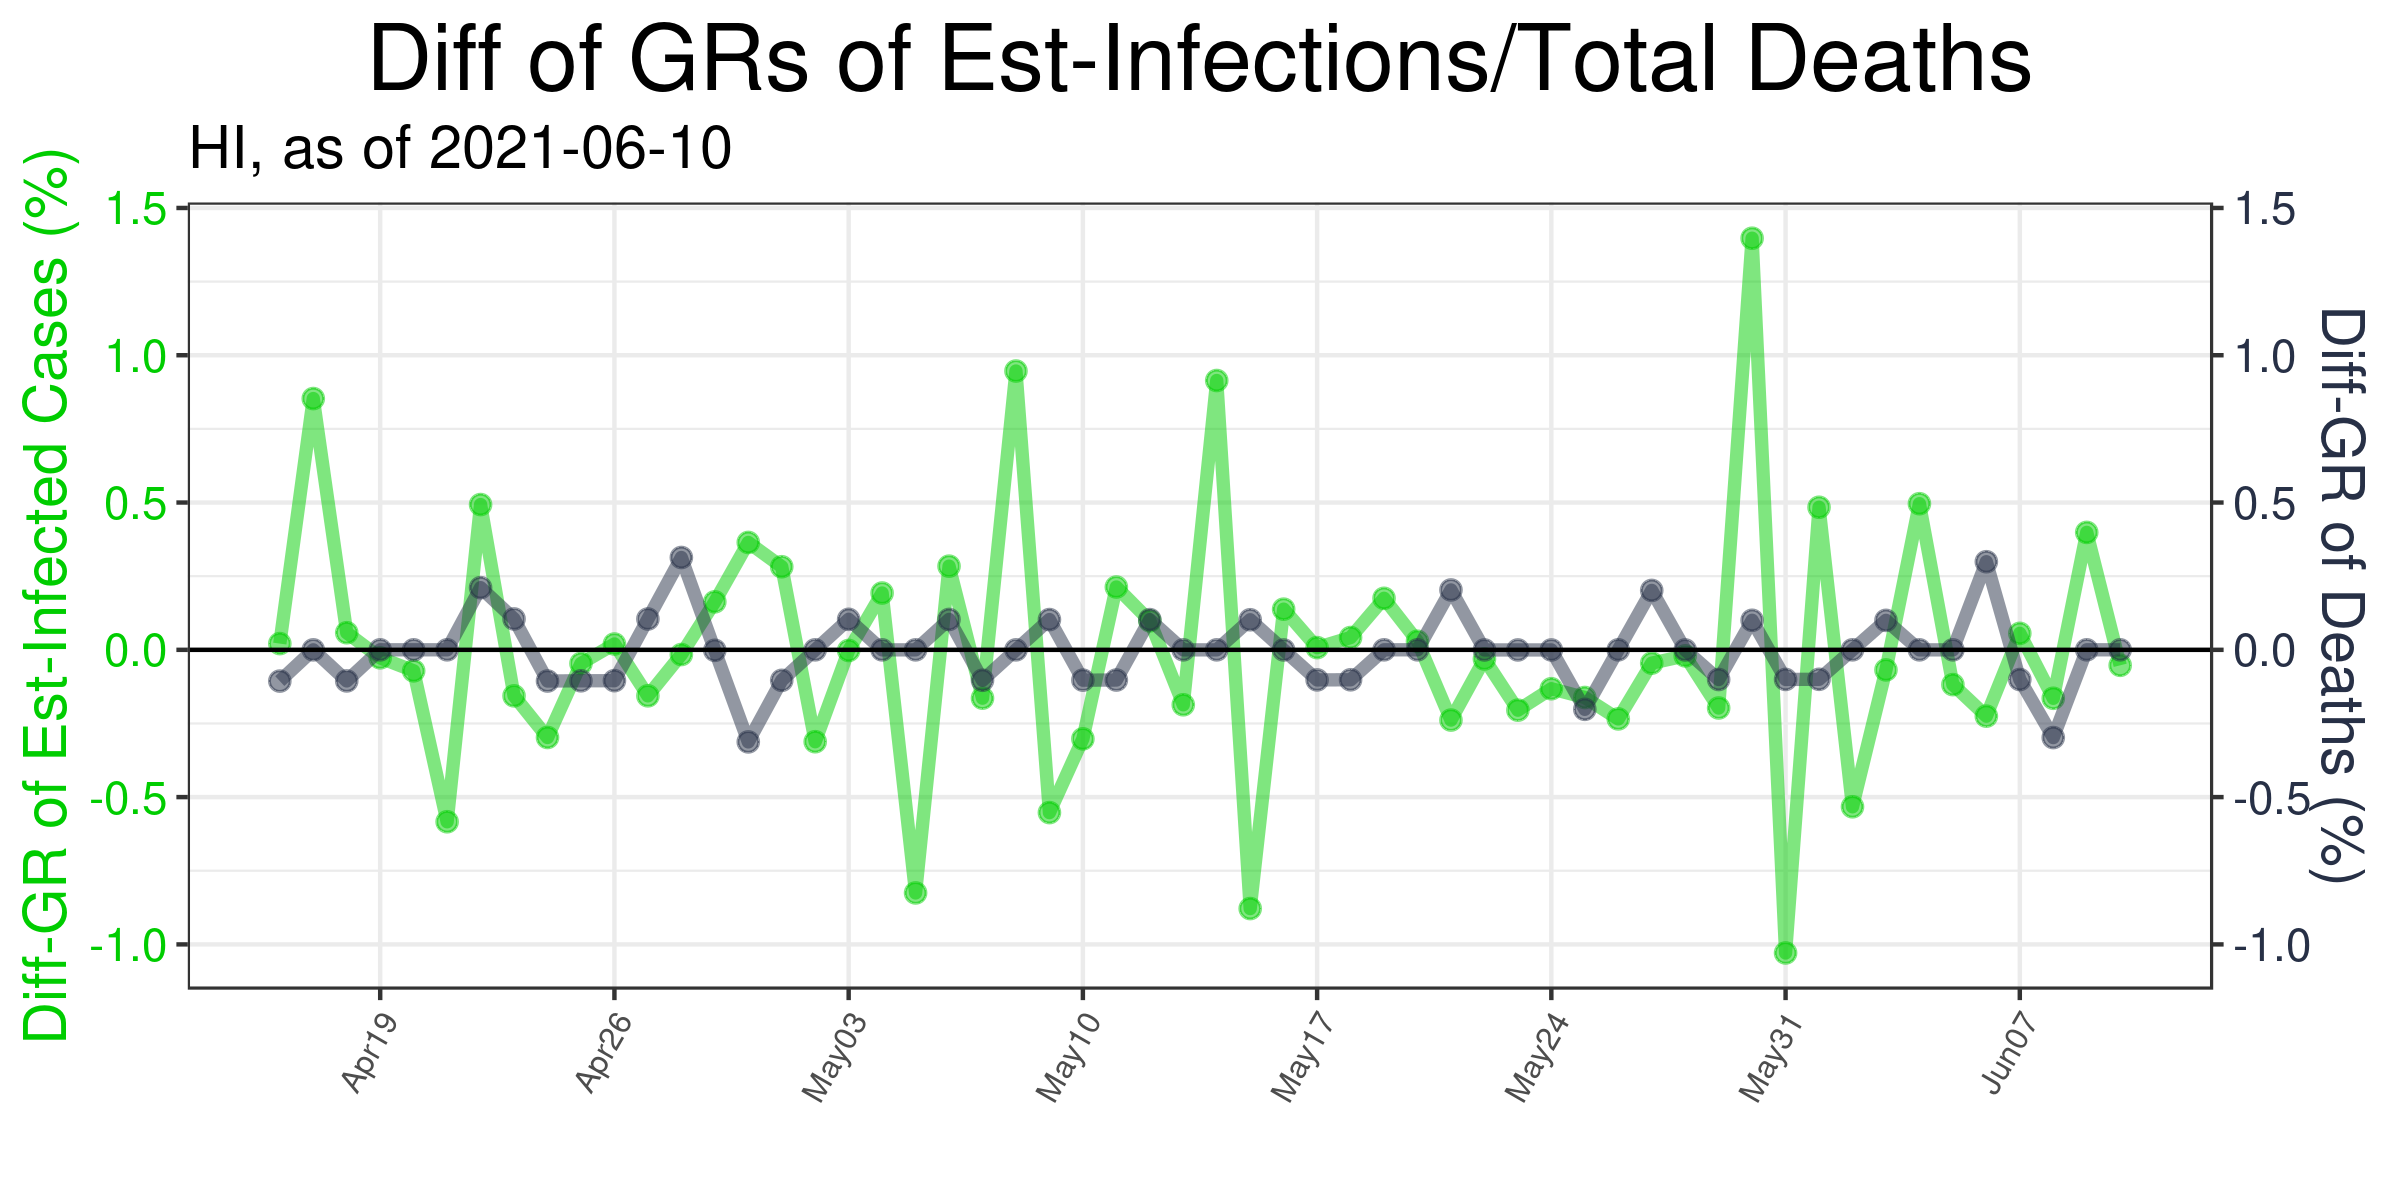 Diff of GRs of Est-Infections/Total Deaths
HI, as of 2021-06-10
Diff-GR of Est-Infected Cases (%)
1.5
1.0
0.5
0.0
-0.5
-1.0
1.5
1.0
0.5
0.0
-0.5
-1.0
Diff-GR of Deaths (%)
Apr19
Apr26
May03
May10
May17
May24
May31
Jun07